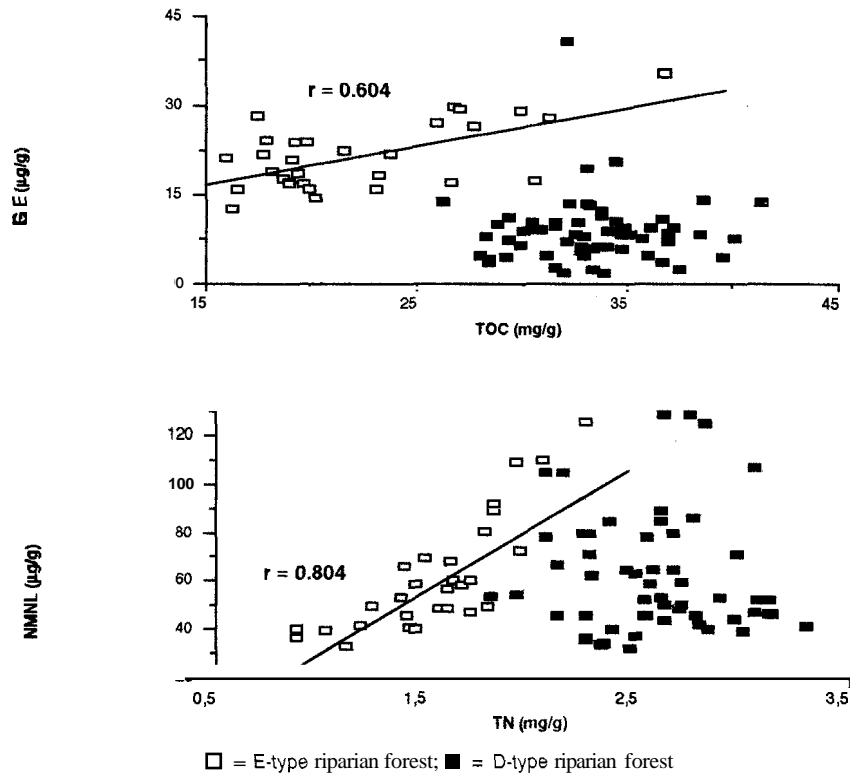 45
r = 0.604
30
E (µg/g)
15
0
15 25 35 45
TOC (mg/g)
120
100
80
NMNL (µg/g)
r = 0.804
60
40
0,5 1,5 2,5 3,5
TN (mg/g)
= E-type riparian forest; = D-type riparian forest